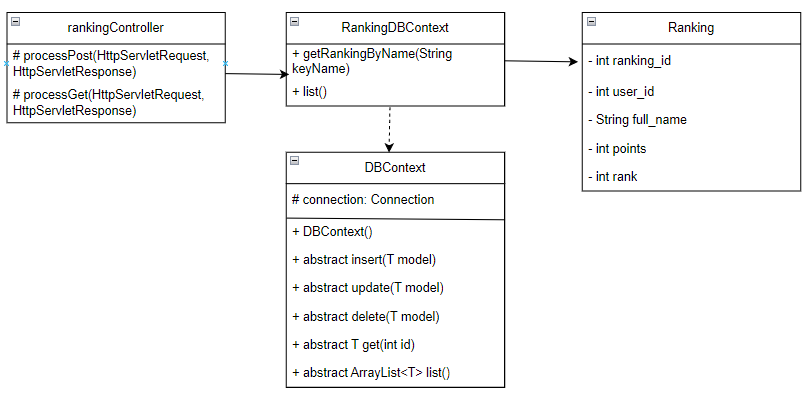 rankingController
# processPost(HttpServletRequest,
HttpServletResponse)
# processGet(HttpServletRequest,
HttpServletResponse)
RankingDBContext
+ getRankingByName(String
keyName)
+ list()
Ranking
- int ranking_id
- int user_id
- String full_name
- int points
- int rank
DBContext
# connection: Connection
+ DBContext()
+ abstract insert(T model)
+ abstract update(T model)
+ abstract delete(T model)
+ abstract T get(int id)
+ abstract ArrayList<T> list()